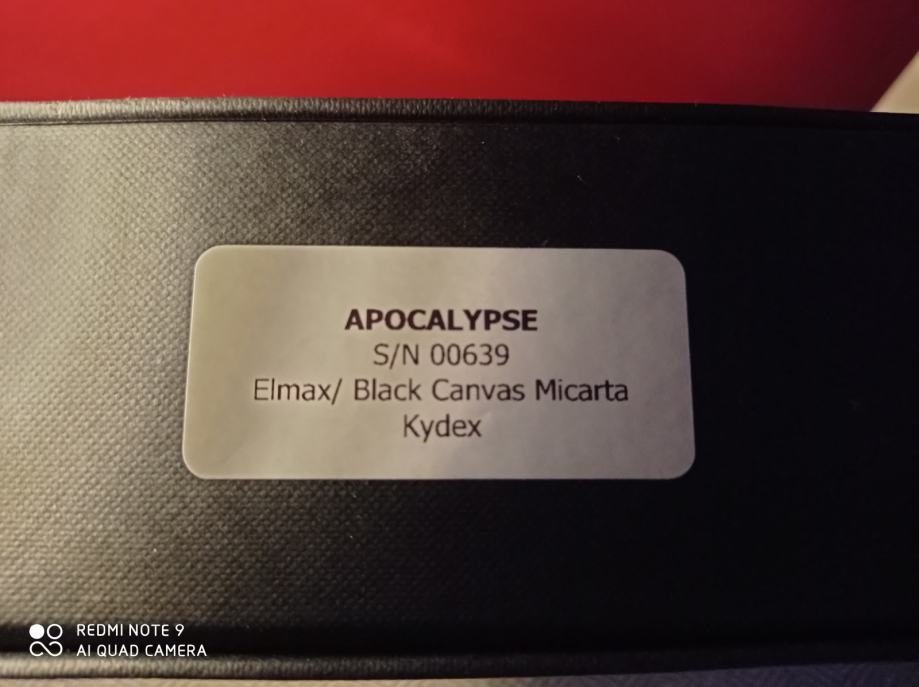 APOCALYPSE
S/N 00639
Elmax/ Black Canvas Micarta
Kydex
REDMI NOTE 9
AI QUAD CAMERA